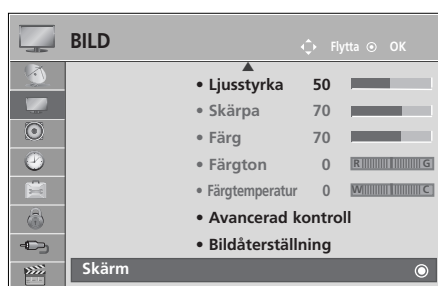 BILD
Flytta OK
• Ljusstyrka 50
• Skärpa 70
• Färg 70
• Färgton 0 R G
• Färgtemperatur 0 W C
• Avancerad kontroll
• Bildåterställning
Skärm